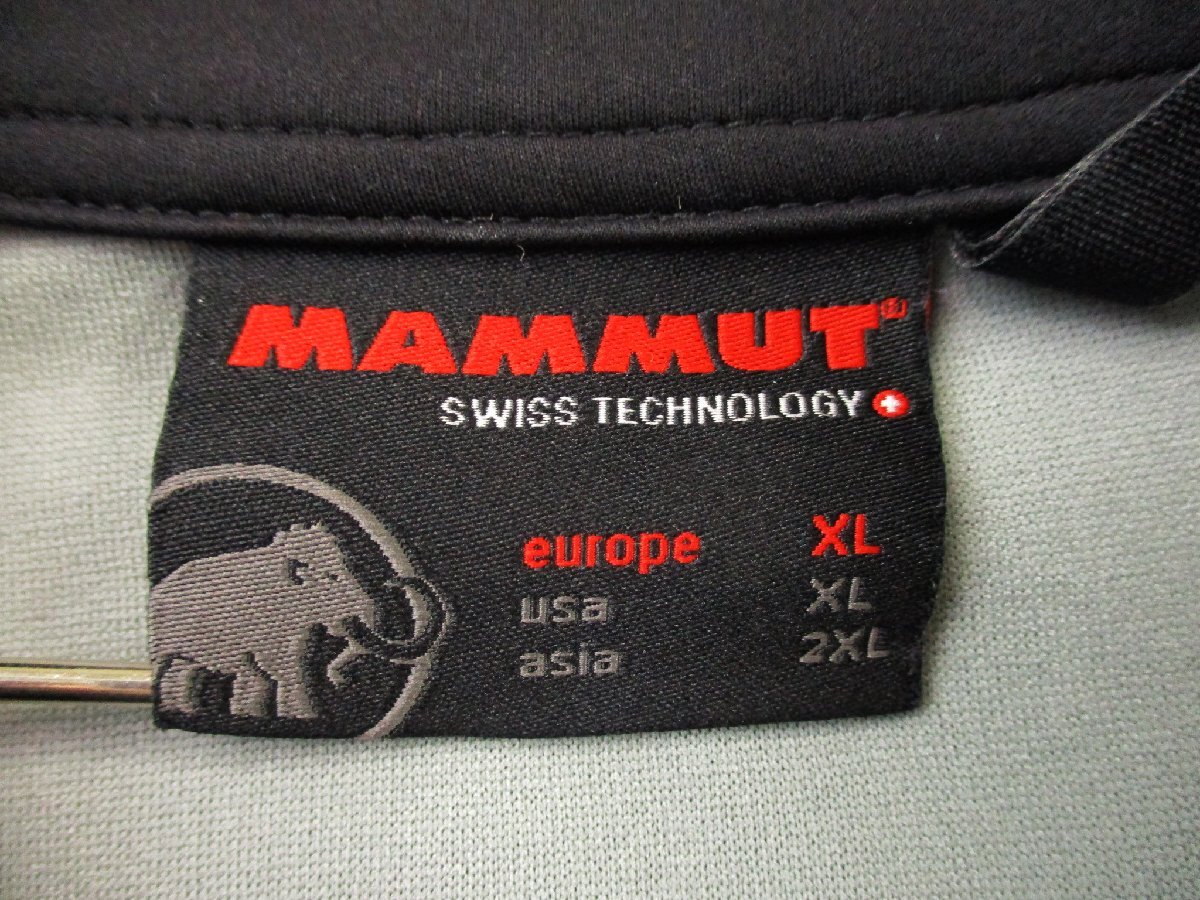 MAMMUT®
SWISS TECHNOLOGY
europe XL
usa XL
asia 2XL